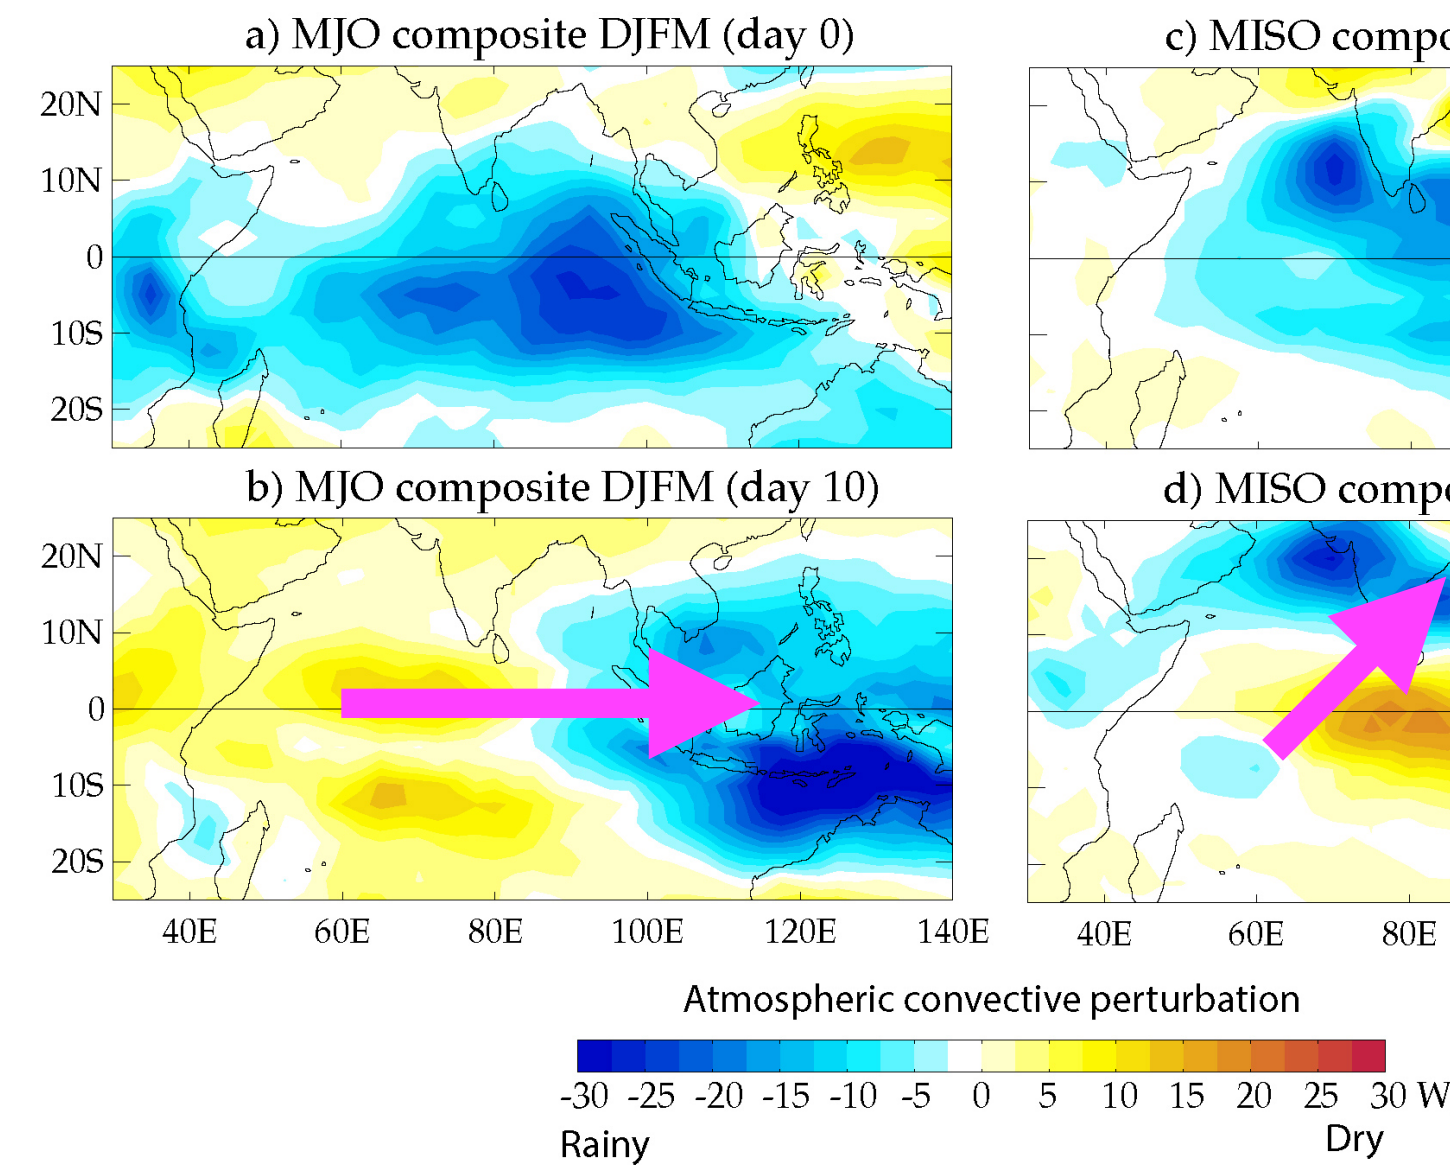 a) MJO composite DJFM (day 0)
c) MISO compo
20N
10N
0
10S
20S
b) MJO composite DJFM (day 10)
d) MISO compo
20N
10N
0
10S
20S
40E 60E 80E 100E 120E 140E
40E 60E 80E
Atmospheric convective perturbation
-30 -25 -20 -15 -10 -5 0 5 10 15 20 25 30 W
Rainy Dry